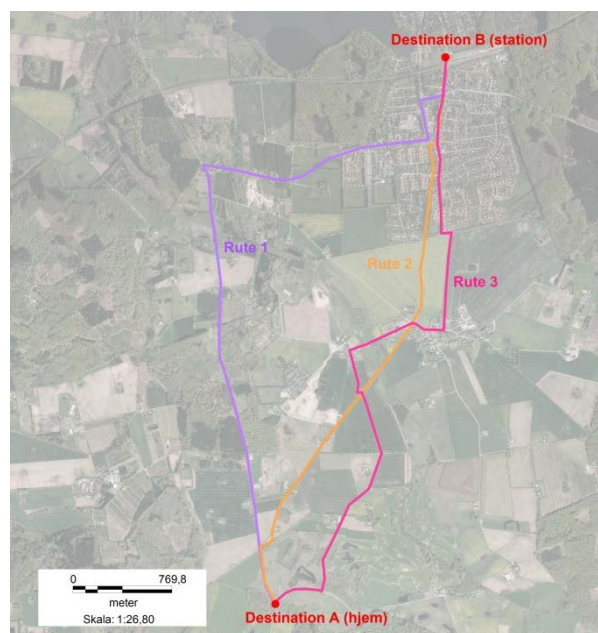 Destination B (station)
Rute 1
Rute 2
Rute 3
0 769,8
meter
Skala: 1:26,80
Destination A (hjem)